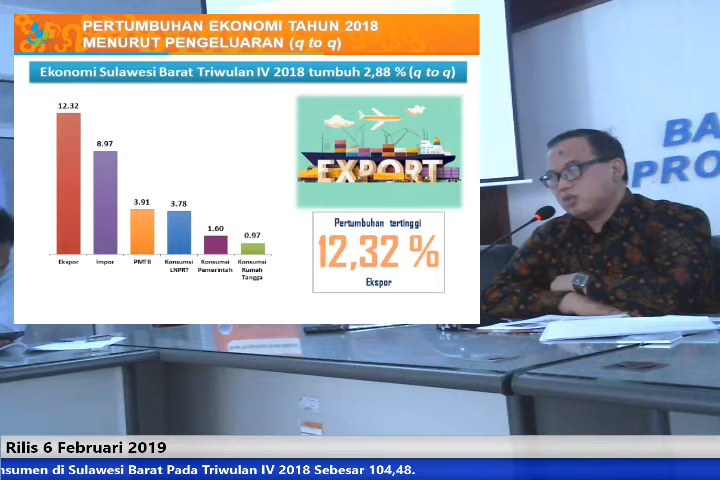 PERTUMBUHAN EKONOMI TAHUN 2018
MENURUT PENGELUARAN (q to q)
Ekonomi Sulawesi Barat Triwulan IV 2018 tumbuh 2,88 % (q to q)
12.32
8.97
3.91
3.78
1.60
0.97
Ekspor
Impor
PMTB
Konsumsi LNPRT
Konsumsi Pemerintah
Konsumsi Rumah Tangga
EXPORT
Pertumbuhan tertinggi
12,32 %
Ekspor
BA
PRO
Rilis 6 Februari 2019
nsumen di Sulawesi Barat Pada Triwulan IV 2018 Sebesar 104,48.